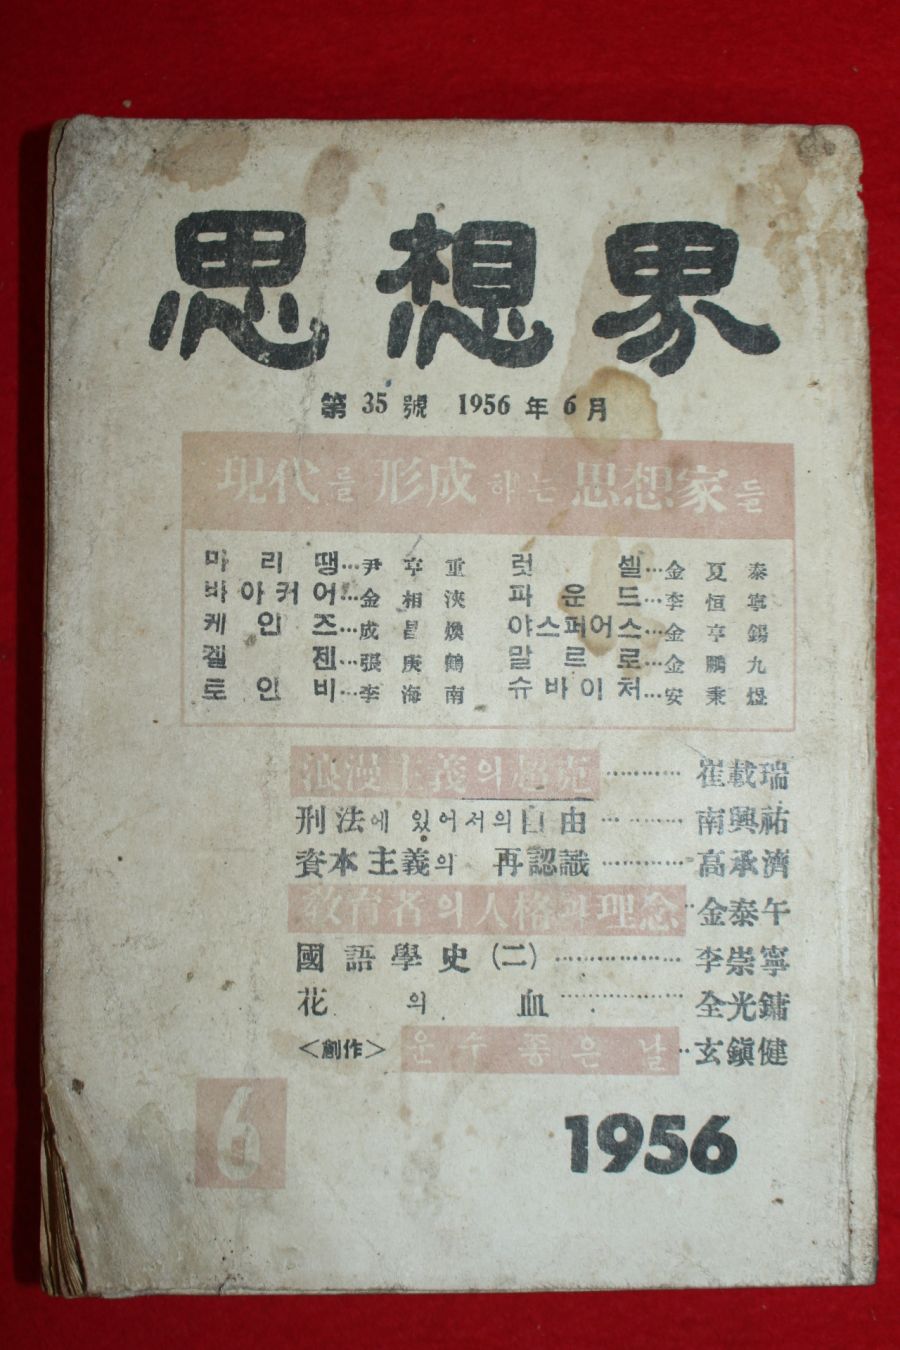 思想界
第35號 1956年6月
現代를 形成하는 思想家들
마리땡…尹亨重 럿셀…金夏泰
바아커어…金相浹 파운드…李恒寧
케인즈…成昌煥 야스퍼어스…金亨錫
겔젠…張庚鶴 말르로…金鵬九
토인비…李海南 슈바이처…安秉煜
浪漫主義의 超克…………崔載瑞
刑法에 있어서의 自由…………南興祐
資本主義의 再認識…………高承濟
敎育者의 人格과 理念…金泰午
國語學史(二)…………李崇寧
花의 血…………全光鏞
<創作> 운수 좋은 날…玄鎭健
6
1956